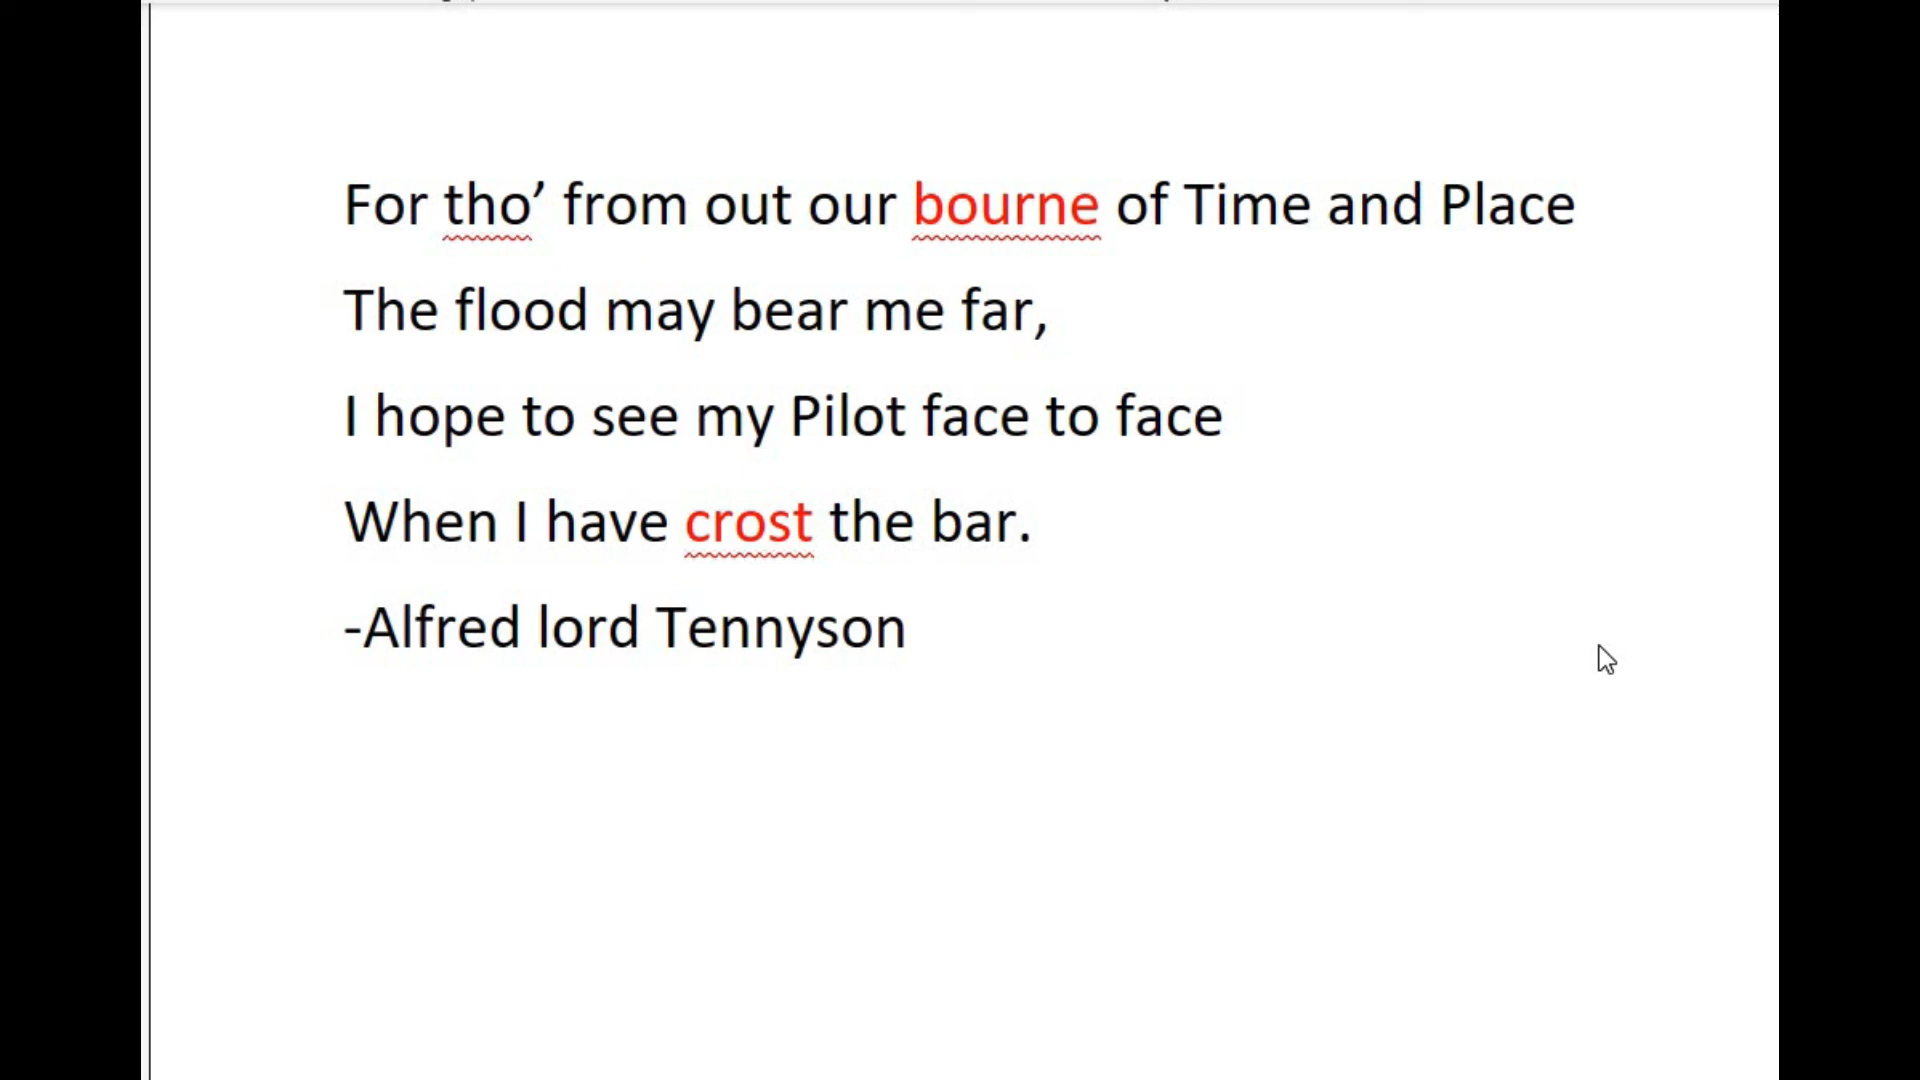 For tho’ from out our bourne of Time and Place
The flood may bear me far,
I hope to see my Pilot face to face
When I have crost the bar.
-Alfred lord Tennyson